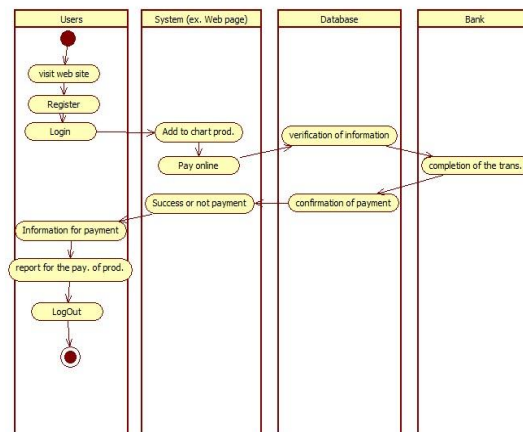 Users
System (ex. Web page)
Database
Bank
visit web site
Register
Login
Add to chart prod.
Pay online
verification of information
completion of the trans.
confirmation of payment
Success or not payment
Information for payment
report for the pay. of prod.
LogOut